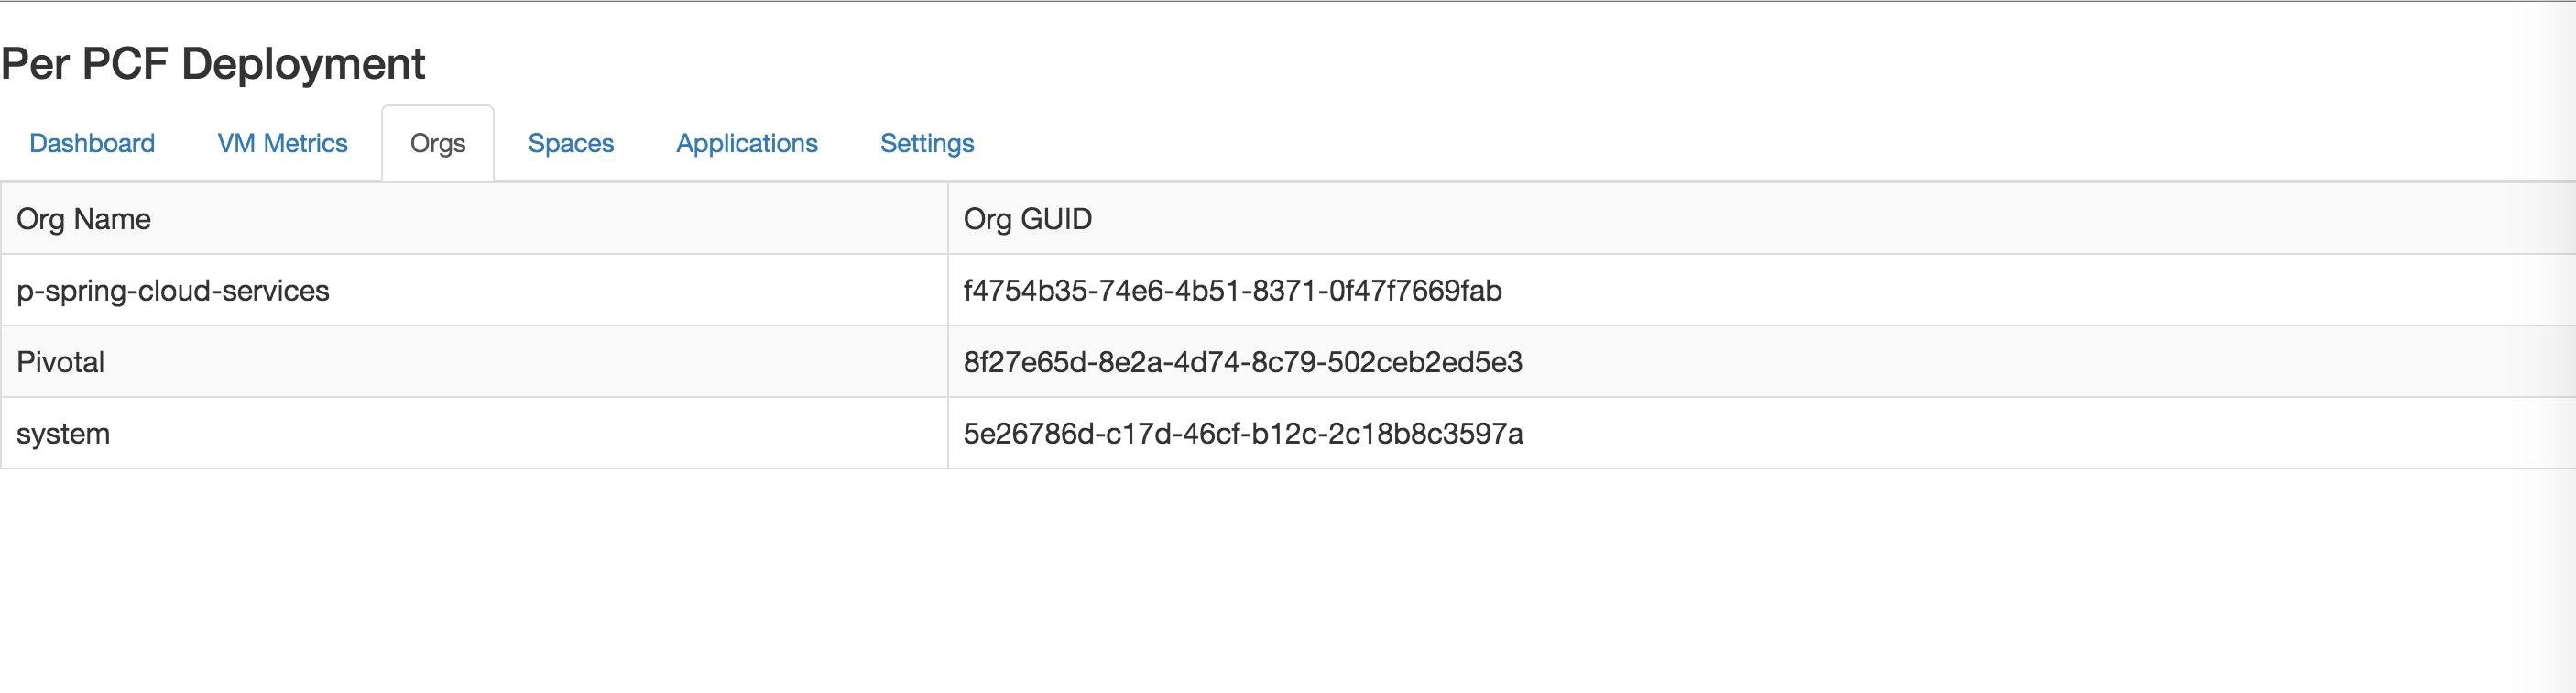 Per PCF Deployment
Dashboard VM Metrics Orgs Spaces Applications Settings
Org Name Org GUID
p-spring-cloud-services f4754b35-74e6-4b51-8371-0f47f7669fab
Pivotal 8f27e65d-8e2a-4d74-8c79-502ceb2ed5e3
system 5e26786d-c17d-46cf-b12c-2c18b8c3597a